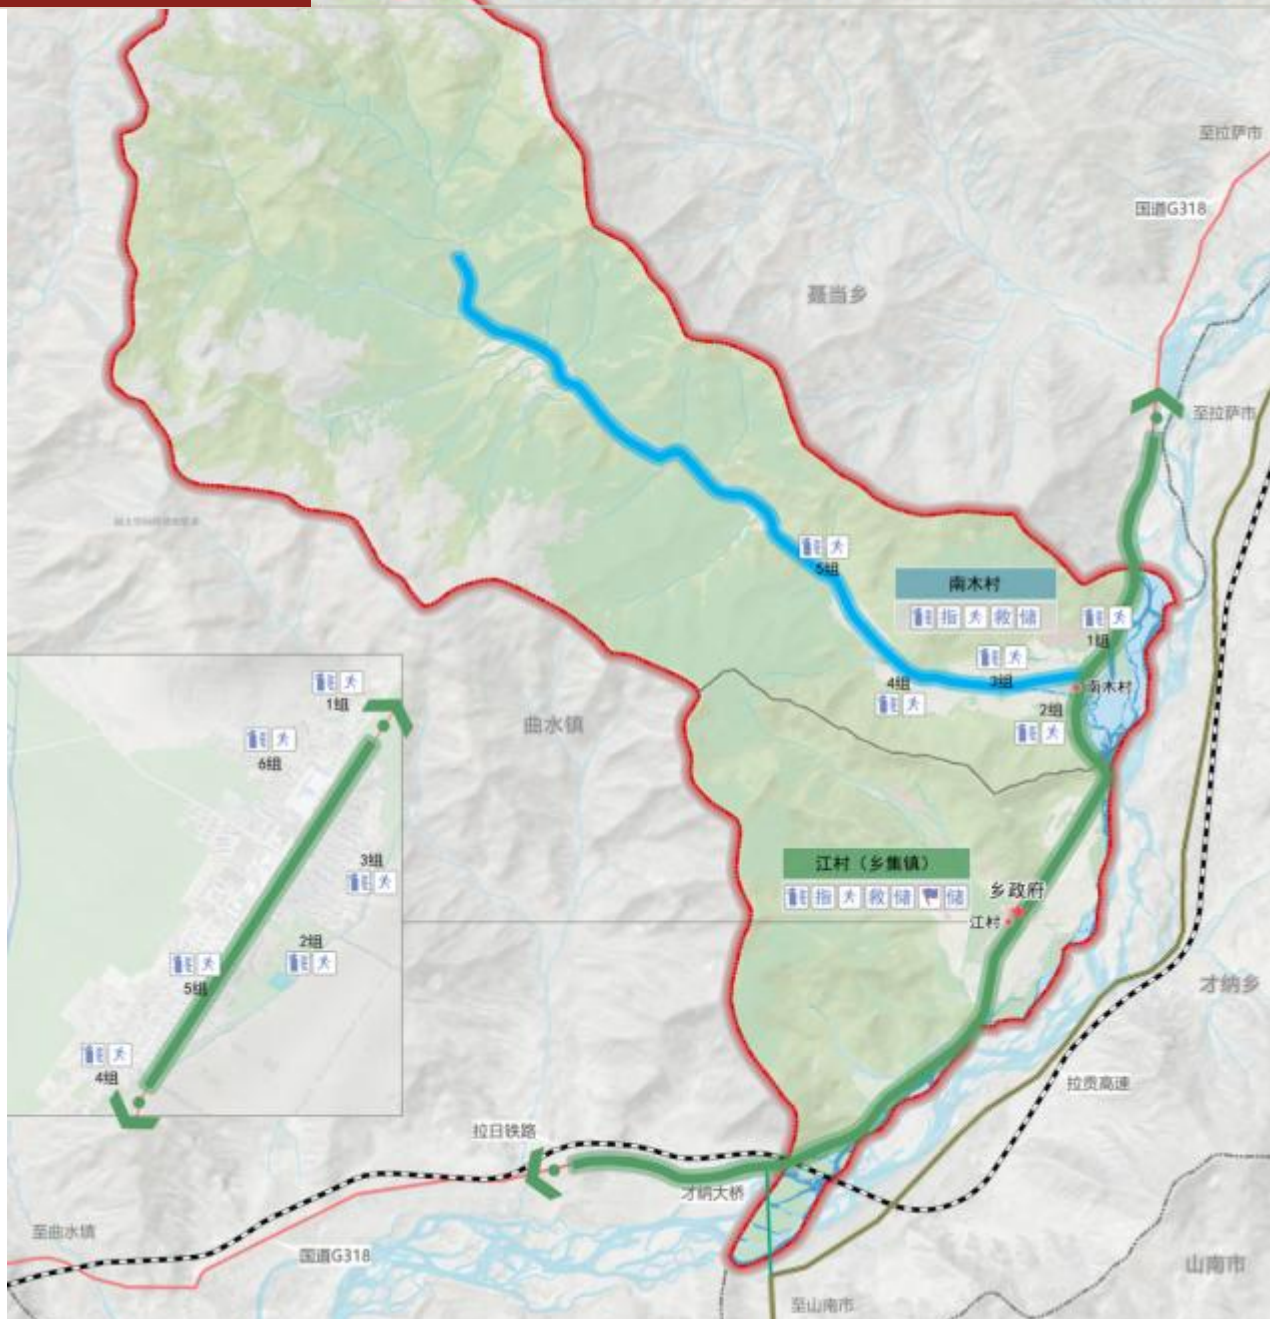 至拉萨市
国道G318
聂当乡
至拉萨市
5组
南木村
指
救
储
1组
3组
4组
南木村
2组
曲水镇
1组
6组
3组
2组
5组
4组
江村（乡集镇）
指
救
储
储
乡政府
江村
才纳乡
拉贡高速
拉日铁路
才纳大桥
至曲水镇
国道G318
山南市
至山南市